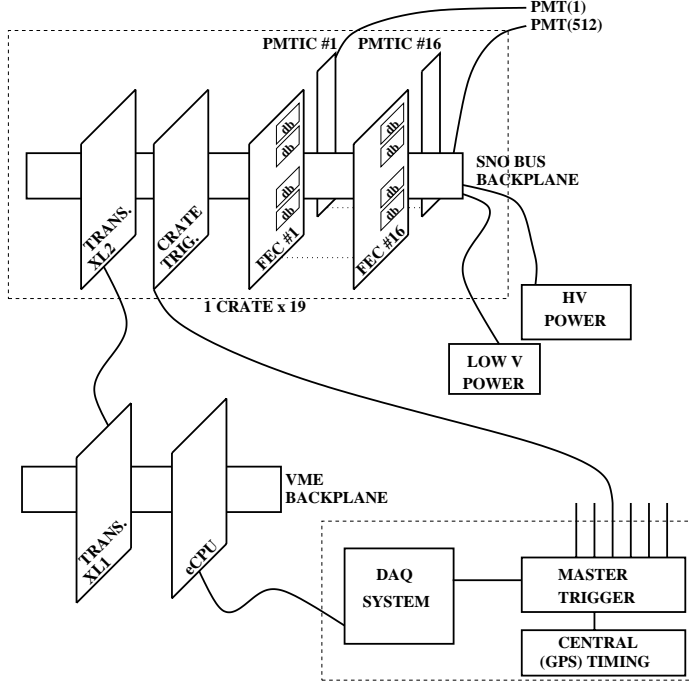 PMT(1)
PMT(512)
PMTIC #1
PMTIC #16
db
db
db
db
db
db
db
db
SNO BUS
BACKPLANE
TRANS.
XL2
CRATE
TRIG.
FEC #1
FEC #16
1 CRATE x 19
HV
POWER
LOW V
POWER
VME
BACKPLANE
TRANS.
XL1
eCPU
DAQ
SYSTEM
MASTER
TRIGGER
CENTRAL
(GPS) TIMING